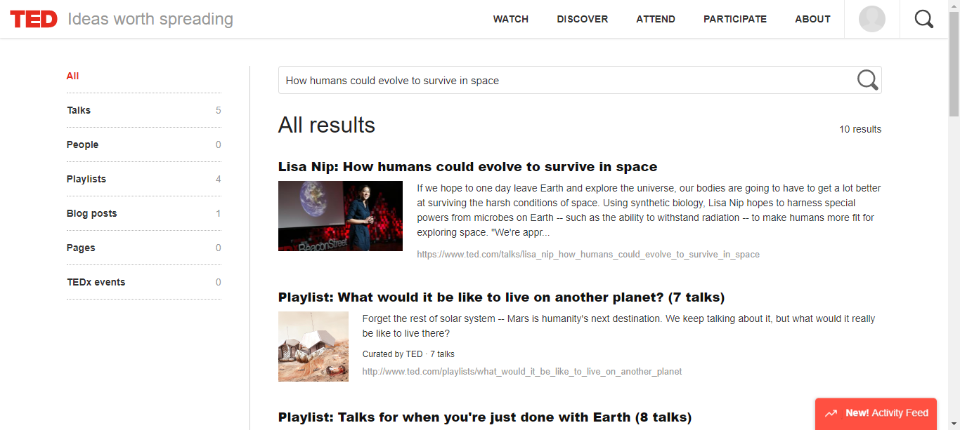 TED Ideas worth spreading
WATCH DISCOVER ATTEND PARTICIPATE ABOUT
All
Talks 5
People 0
Playlists 4
Blog posts 1
Pages 0
TEDx events 0
How humans could evolve to survive in space
All results
10 results
Lisa Nip: How humans could evolve to survive in space
If we hope to one day leave Earth and explore the universe, our bodies are going to have to get a lot better
at surviving the harsh conditions of space. Using synthetic biology, Lisa Nip hopes to harness special
powers from microbes on Earth -- such as the ability to withstand radiation -- to make humans more fit for
exploring space. "We're appr...
BeaconStreet
https://www.ted.com/talks/lisa_nip_how_humans_could_evolve_to_survive_in_space
Playlist: What would it be like to live on another planet? (7 talks)
Forget the rest of solar system -- Mars is humanity's next destination. We keep talking about it, but what would it really
be like to live there?
Curated by TED · 7 talks
http://www.ted.com/playlists/what_would_it_be_like_to_live_on_another_planet
Playlist: Talks for when you're just done with Earth (8 talks)
New! Activity Feed